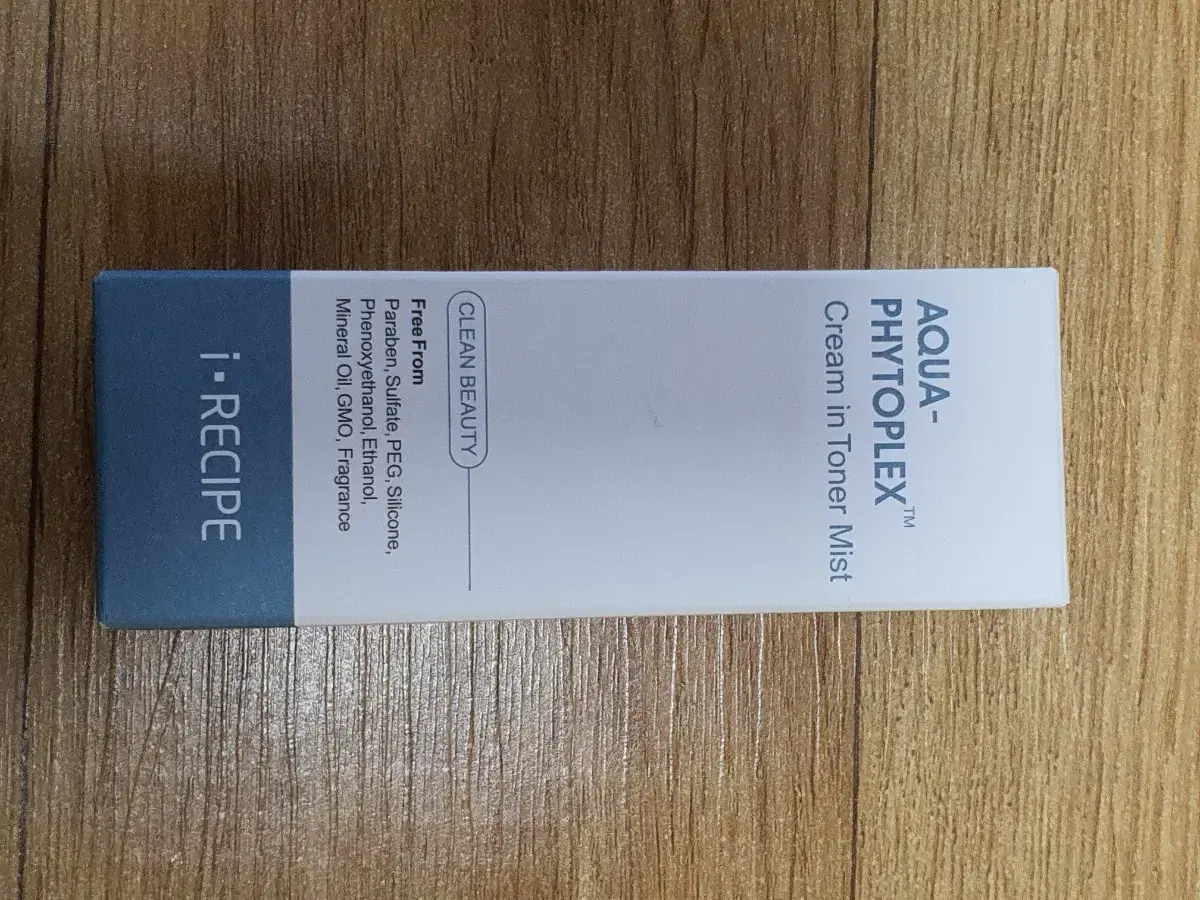 AQUA-
PHYTOPLEX™
Cream in Toner Mist
CLEAN BEAUTY
Free From
Paraben, Sulfate, PEG, Silicone,
Phenoxyethanol, Ethanol,
Mineral Oil, GMO, Fragrance
i·RECIPE